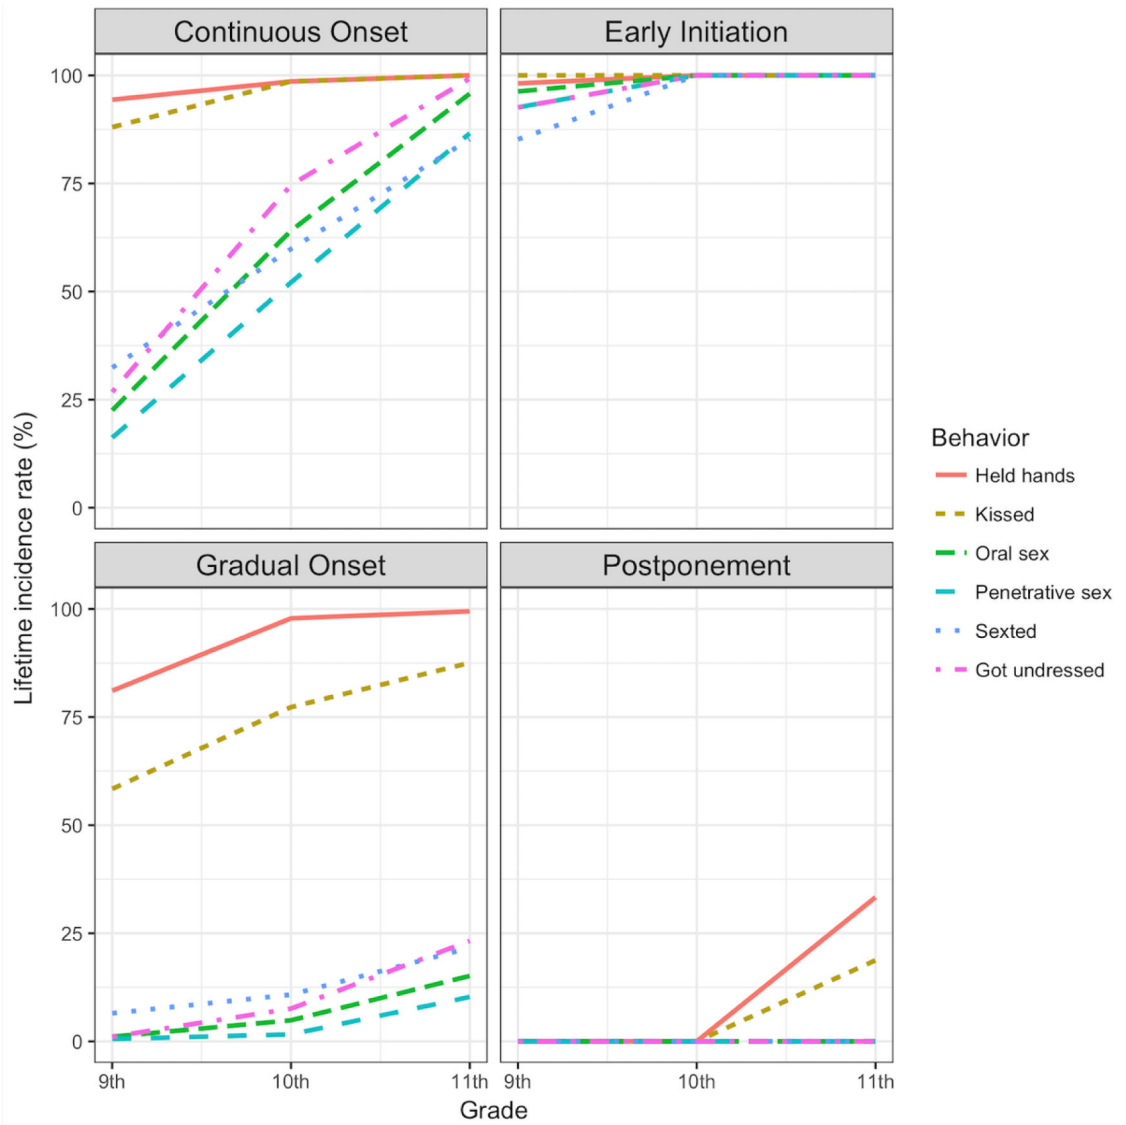 Continuous Onset
Early Initiation
100
75
50
25
0
Gradual Onset
Postponement
100
75
50
25
0
9th
10th
11th
9th
10th
11th
Grade
Lifetime incidence rate (%)
Behavior
Held hands
Kissed
Oral sex
Penetrative sex
Sexted
Got undressed